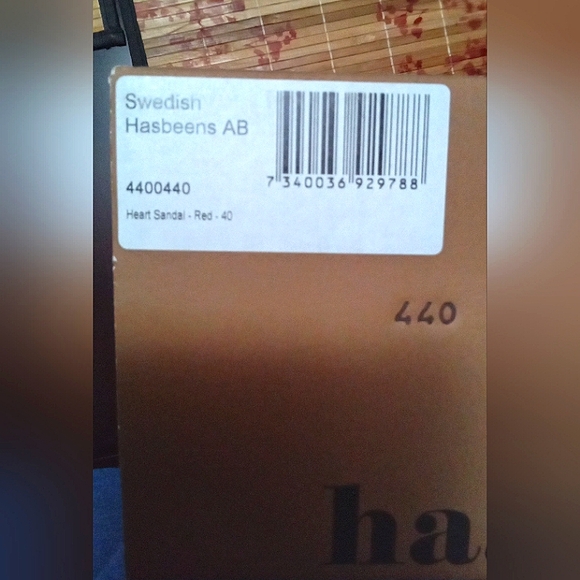 Swedish
Hasbeens AB
4400440
Heart Sandal - Red - 40
7 340036 929788
440
ha